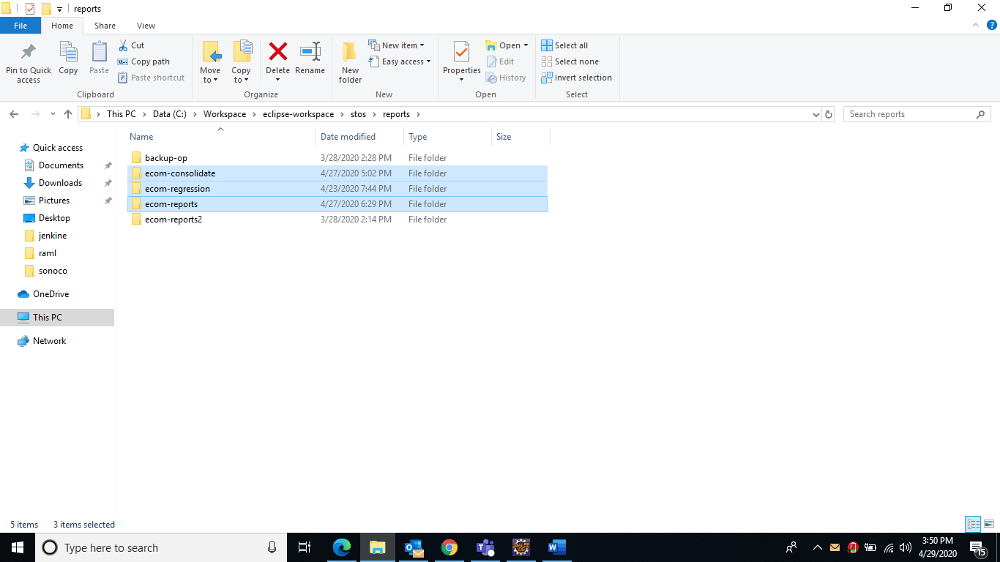 reports
File Home Share View
Pin to Quick access
Copy
Paste
Cut
Copy path
Paste shortcut
Clipboard
Move to
Copy to
Delete
Rename
Organize
New folder
New item
Easy access
New
Properties
Open
Edit
History
Open
Select all
Select none
Invert selection
Select
This PC Data (C:) Workspace eclipse-workspace stos reports
Search reports
Quick access
Documents
Downloads
Pictures
Desktop
jenkine
raml
sonoco
OneDrive
This PC
Network
Name Date modified Type Size
backup-op 3/28/2020 2:28 PM File folder
ecom-consolidate 4/27/2020 5:02 PM File folder
ecom-regression 4/23/2020 7:44 PM File folder
ecom-reports 4/27/2020 6:29 PM File folder
ecom-reports2 3/28/2020 2:14 PM File folder
5 items 3 items selected
Type here to search
3:50 PM
4/29/2020
15